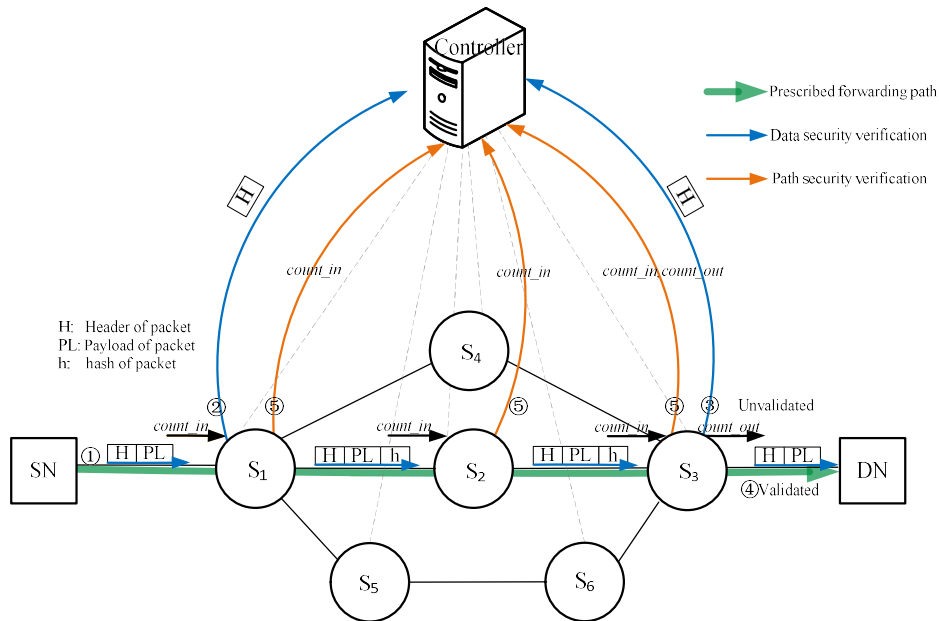 Controller
Prescribed forwarding path
Data security verification
Path security verification
H
H
count_in
count_in
count_in,count_out
H: Header of packet
PL: Payload of packet
h: hash of packet
S4
② ⑤ ⑤ ⑤ ③ Unvalidated
count_in count_in count_in count_out
① H PL H PL h H PL h H PL
SN S1 S2 S3 DN
④Validated
S5 S6